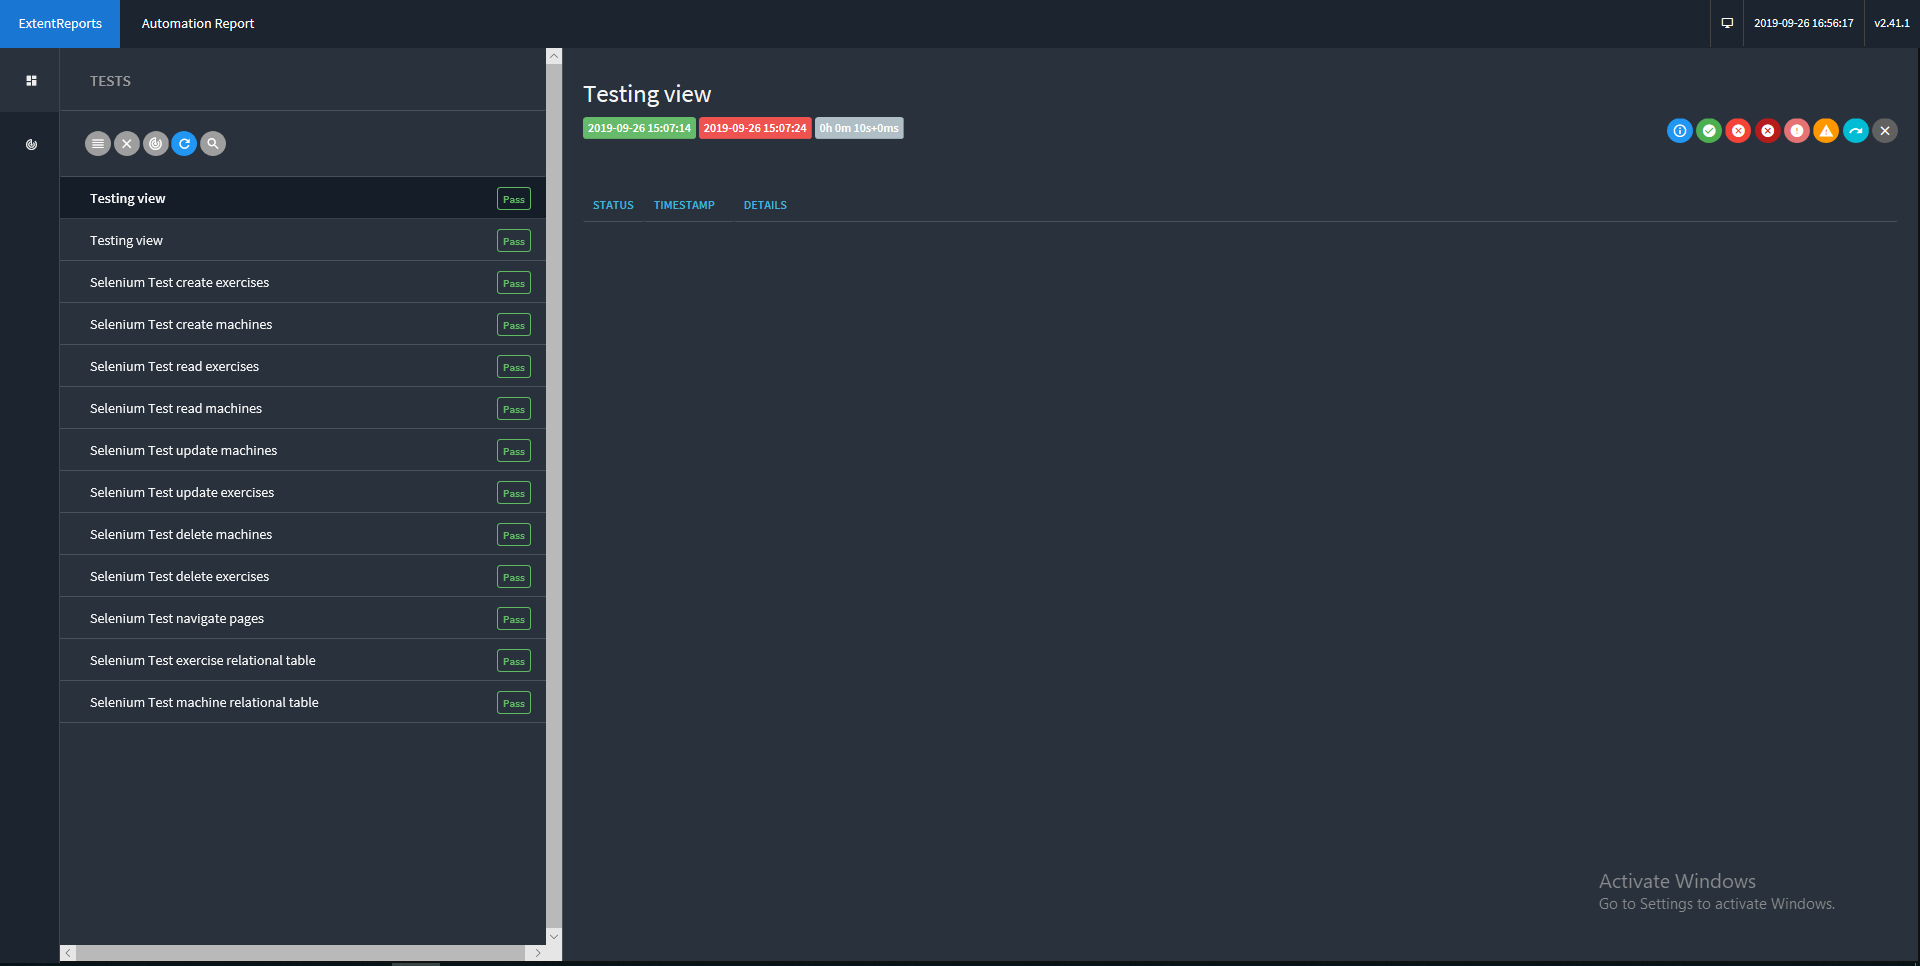 ExtentReports Automation Report 2019-09-26 16:56:17 v2.41.1
TESTS
Testing view Pass
Testing view Pass
Selenium Test create exercises Pass
Selenium Test create machines Pass
Selenium Test read exercises Pass
Selenium Test read machines Pass
Selenium Test update machines Pass
Selenium Test update exercises Pass
Selenium Test delete machines Pass
Selenium Test delete exercises Pass
Selenium Test navigate pages Pass
Selenium Test exercise relational table Pass
Selenium Test machine relational table Pass
Testing view
2019-09-26 15:07:14 2019-09-26 15:07:24 0h 0m 10s+0ms
STATUS TIMESTAMP DETAILS
Activate Windows
Go to Settings to activate Windows.